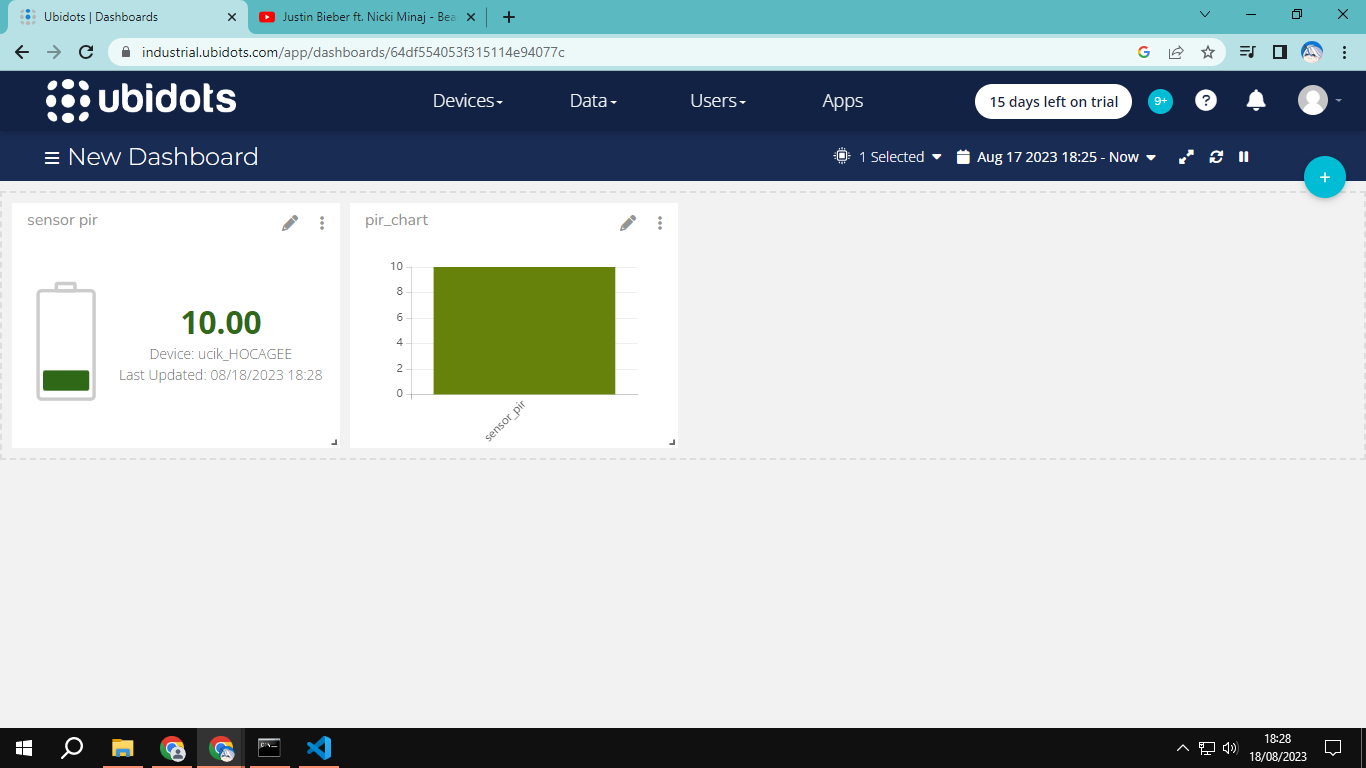 Ubidots | Dashboards
Justin Bieber ft. Nicki Minaj - Bea
industrial.ubidots.com/app/dashboards/64df554053f315114e94077c
ubidots
Devices
Data
Users
Apps
15 days left on trial
9+
?
New Dashboard
1 Selected
Aug 17 2023 18:25 - Now
+
sensor pir
10.00
Device: ucik_HOCAGEE
Last Updated: 08/18/2023 18:28
pir_chart
10
8
6
4
2
0
sensor_pir
18:28
18/08/2023